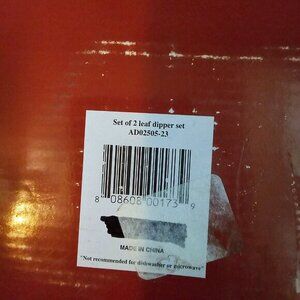 Set of 2 leaf dipper set
AD02505-23
8 08608 00173 9
MADE IN CHINA
"Not recommended for dishwasher or microwave"